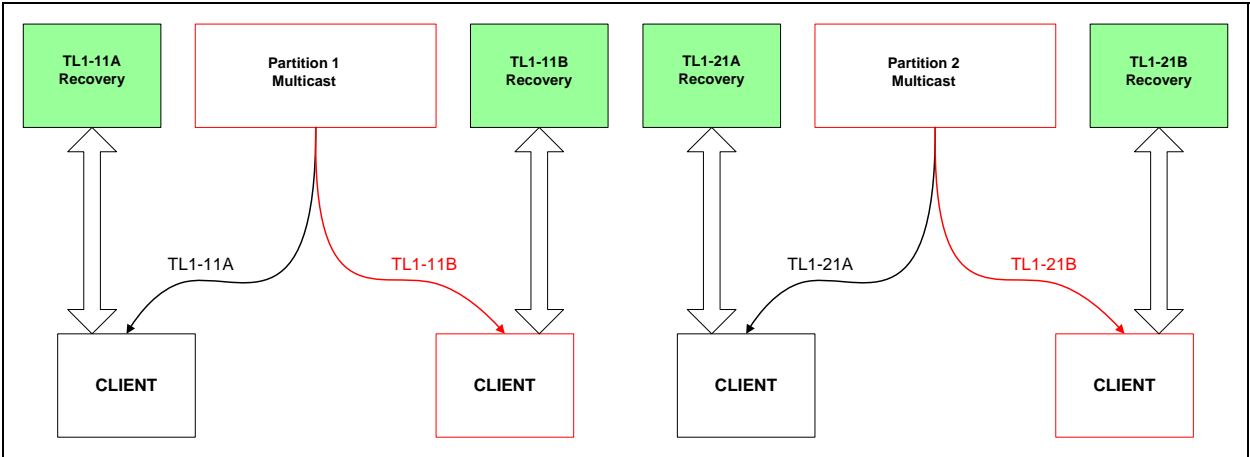 TL1-11A
Recovery
Partition 1
Multicast
TL1-11B
Recovery
TL1-21A
Recovery
Partition 2
Multicast
TL1-21B
Recovery
TL1-11A
TL1-11B
TL1-21A
TL1-21B
CLIENT
CLIENT
CLIENT
CLIENT